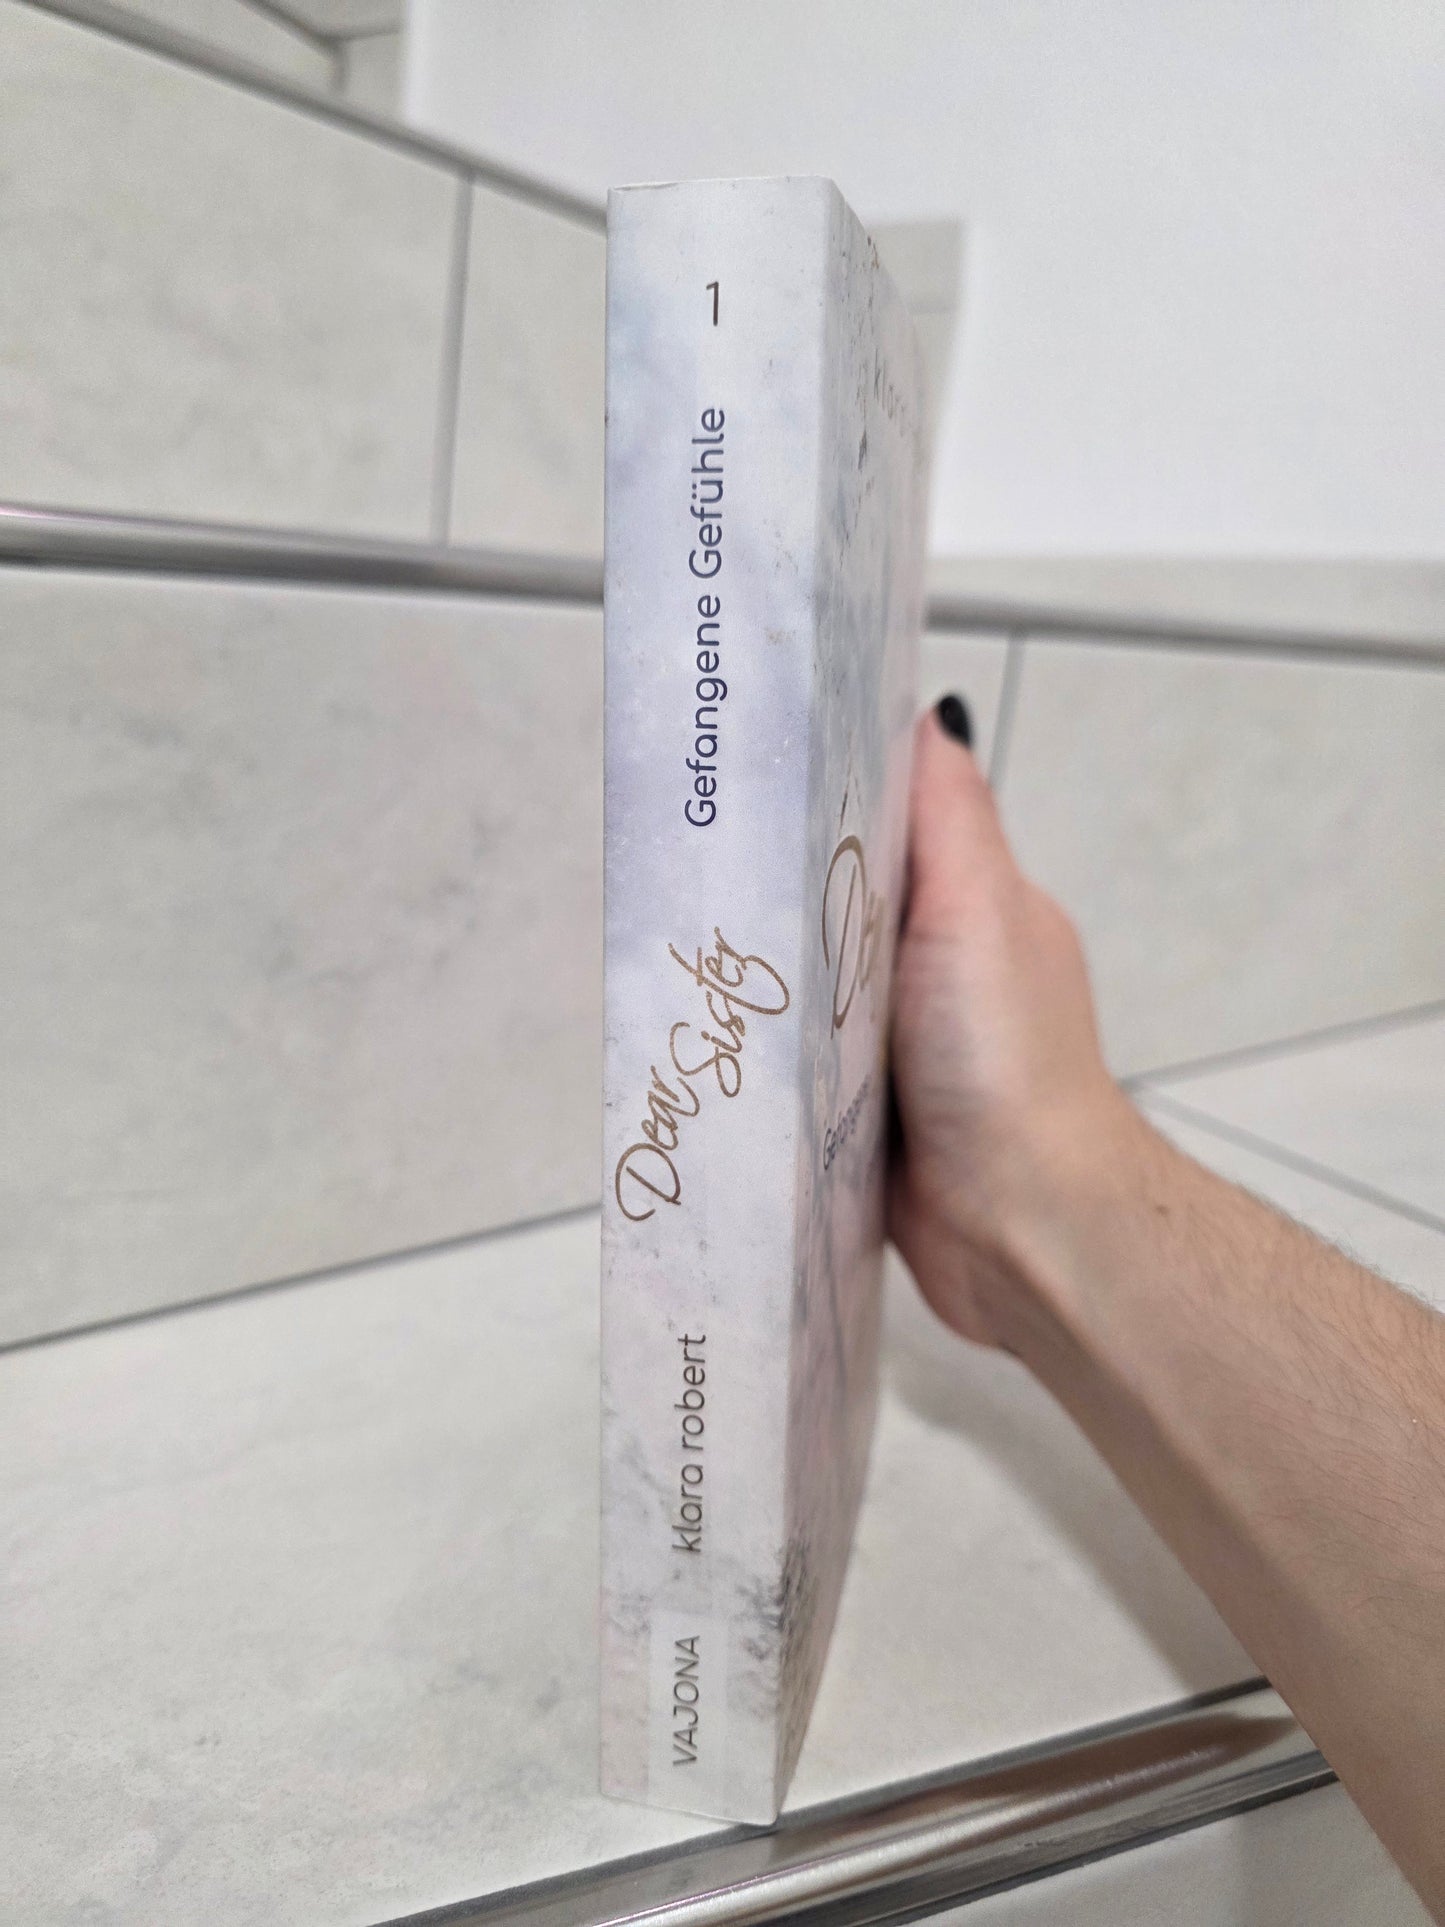 VAJONA
klara robert
Dear
Sister
Gefangene Gefühle
1